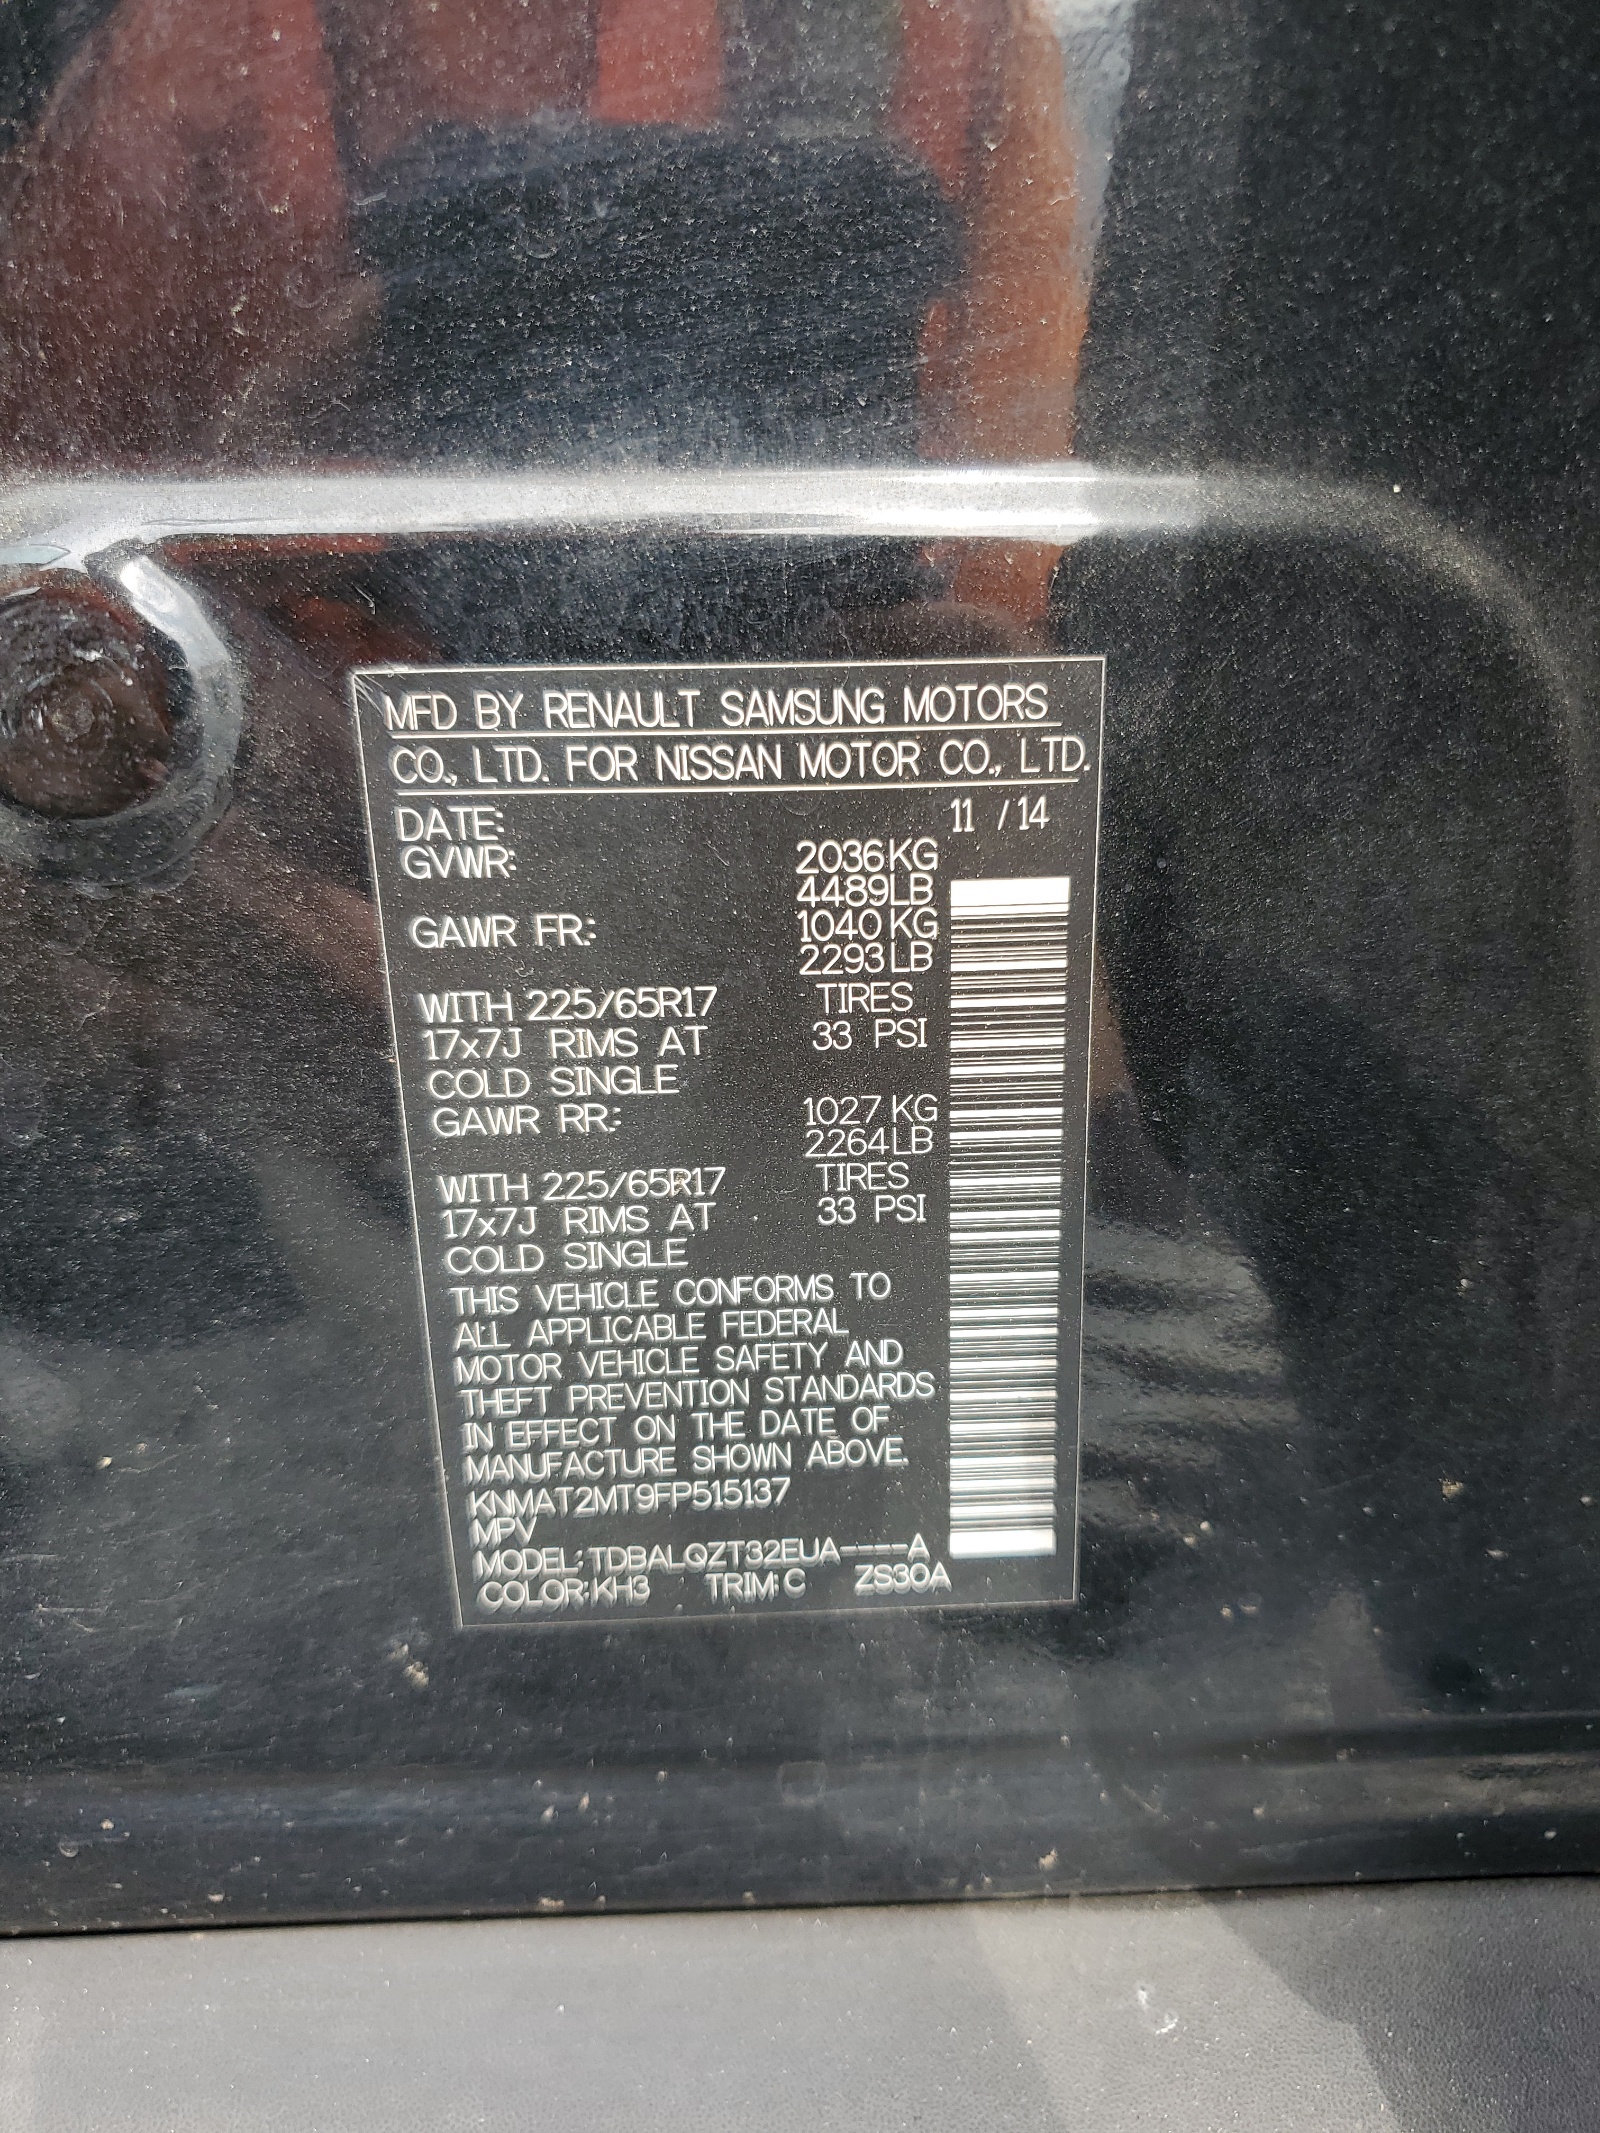 MFD BY RENAULT SAMSUNG MOTORS
CO., LTD. FOR NISSAN MOTOR CO., LTD.
DATE: 11 / 14
GVWR: 2036 KG
4489 LB
GAWR FR.: 1040 KG
2293 LB
WITH 225/65R17 TIRES
17x7J RIMS AT 33 PSI
COLD SINGLE
GAWR RR.: 1027 KG
2264 LB
WITH 225/65R17 TIRES
17x7J RIMS AT 33 PSI
COLD SINGLE
THIS VEHICLE CONFORMS TO
ALL APPLICABLE FEDERAL
MOTOR VEHICLE SAFETY AND
THEFT PREVENTION STANDARDS
IN EFFECT ON THE DATE OF
MANUFACTURE SHOWN ABOVE.
KNMAT2MT9FP515137
MPV
MODEL: TDBALQZT32EUA----A
COLOR: KH3 TRIM: C ZS30A